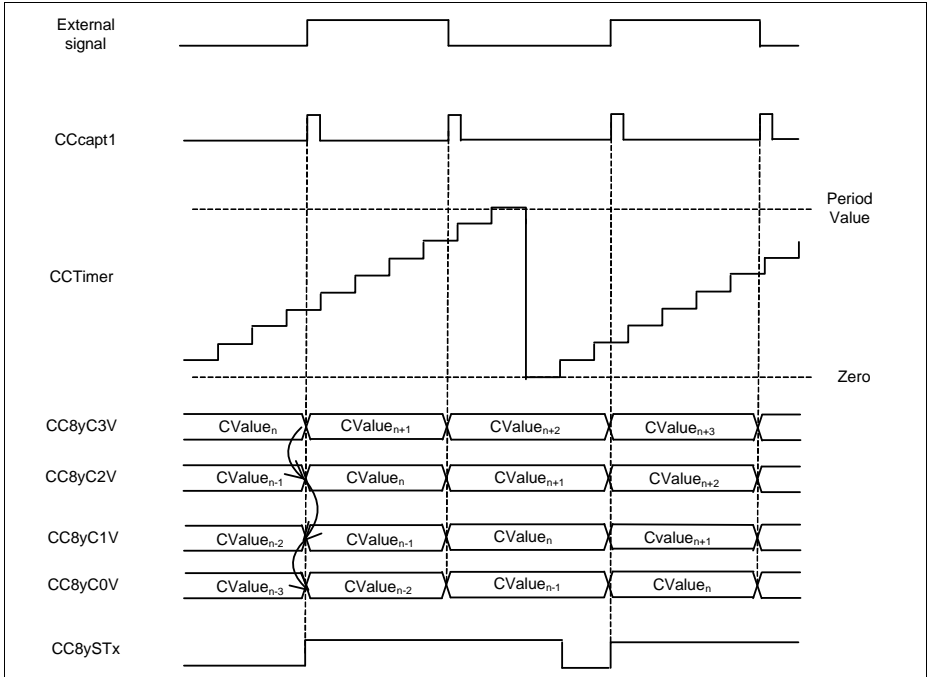 External
signal
CCcapt1
Period
Value
CCTimer
Zero
CC8yC3V CValueₙ CValueₙ₊₁ CValueₙ₊₂ CValueₙ₊₃
CC8yC2V CValueₙ₋₁ CValueₙ CValueₙ₊₁ CValueₙ₊₂
CC8yC1V CValueₙ₋₂ CValueₙ₋₁ CValueₙ Cvalueₙ₊₁
CC8yC0V CValueₙ₋₃ CValueₙ₋₂ CValueₙ₋₁ CValueₙ
CC8ySTx